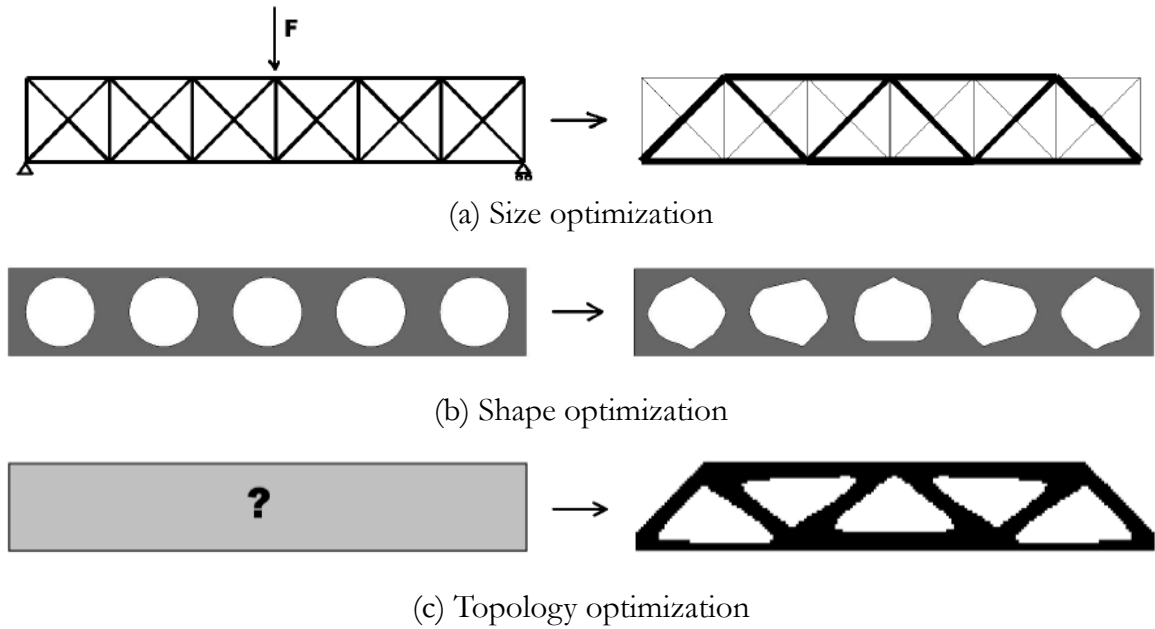 F
(a) Size optimization
(b) Shape optimization
?
(c) Topology optimization